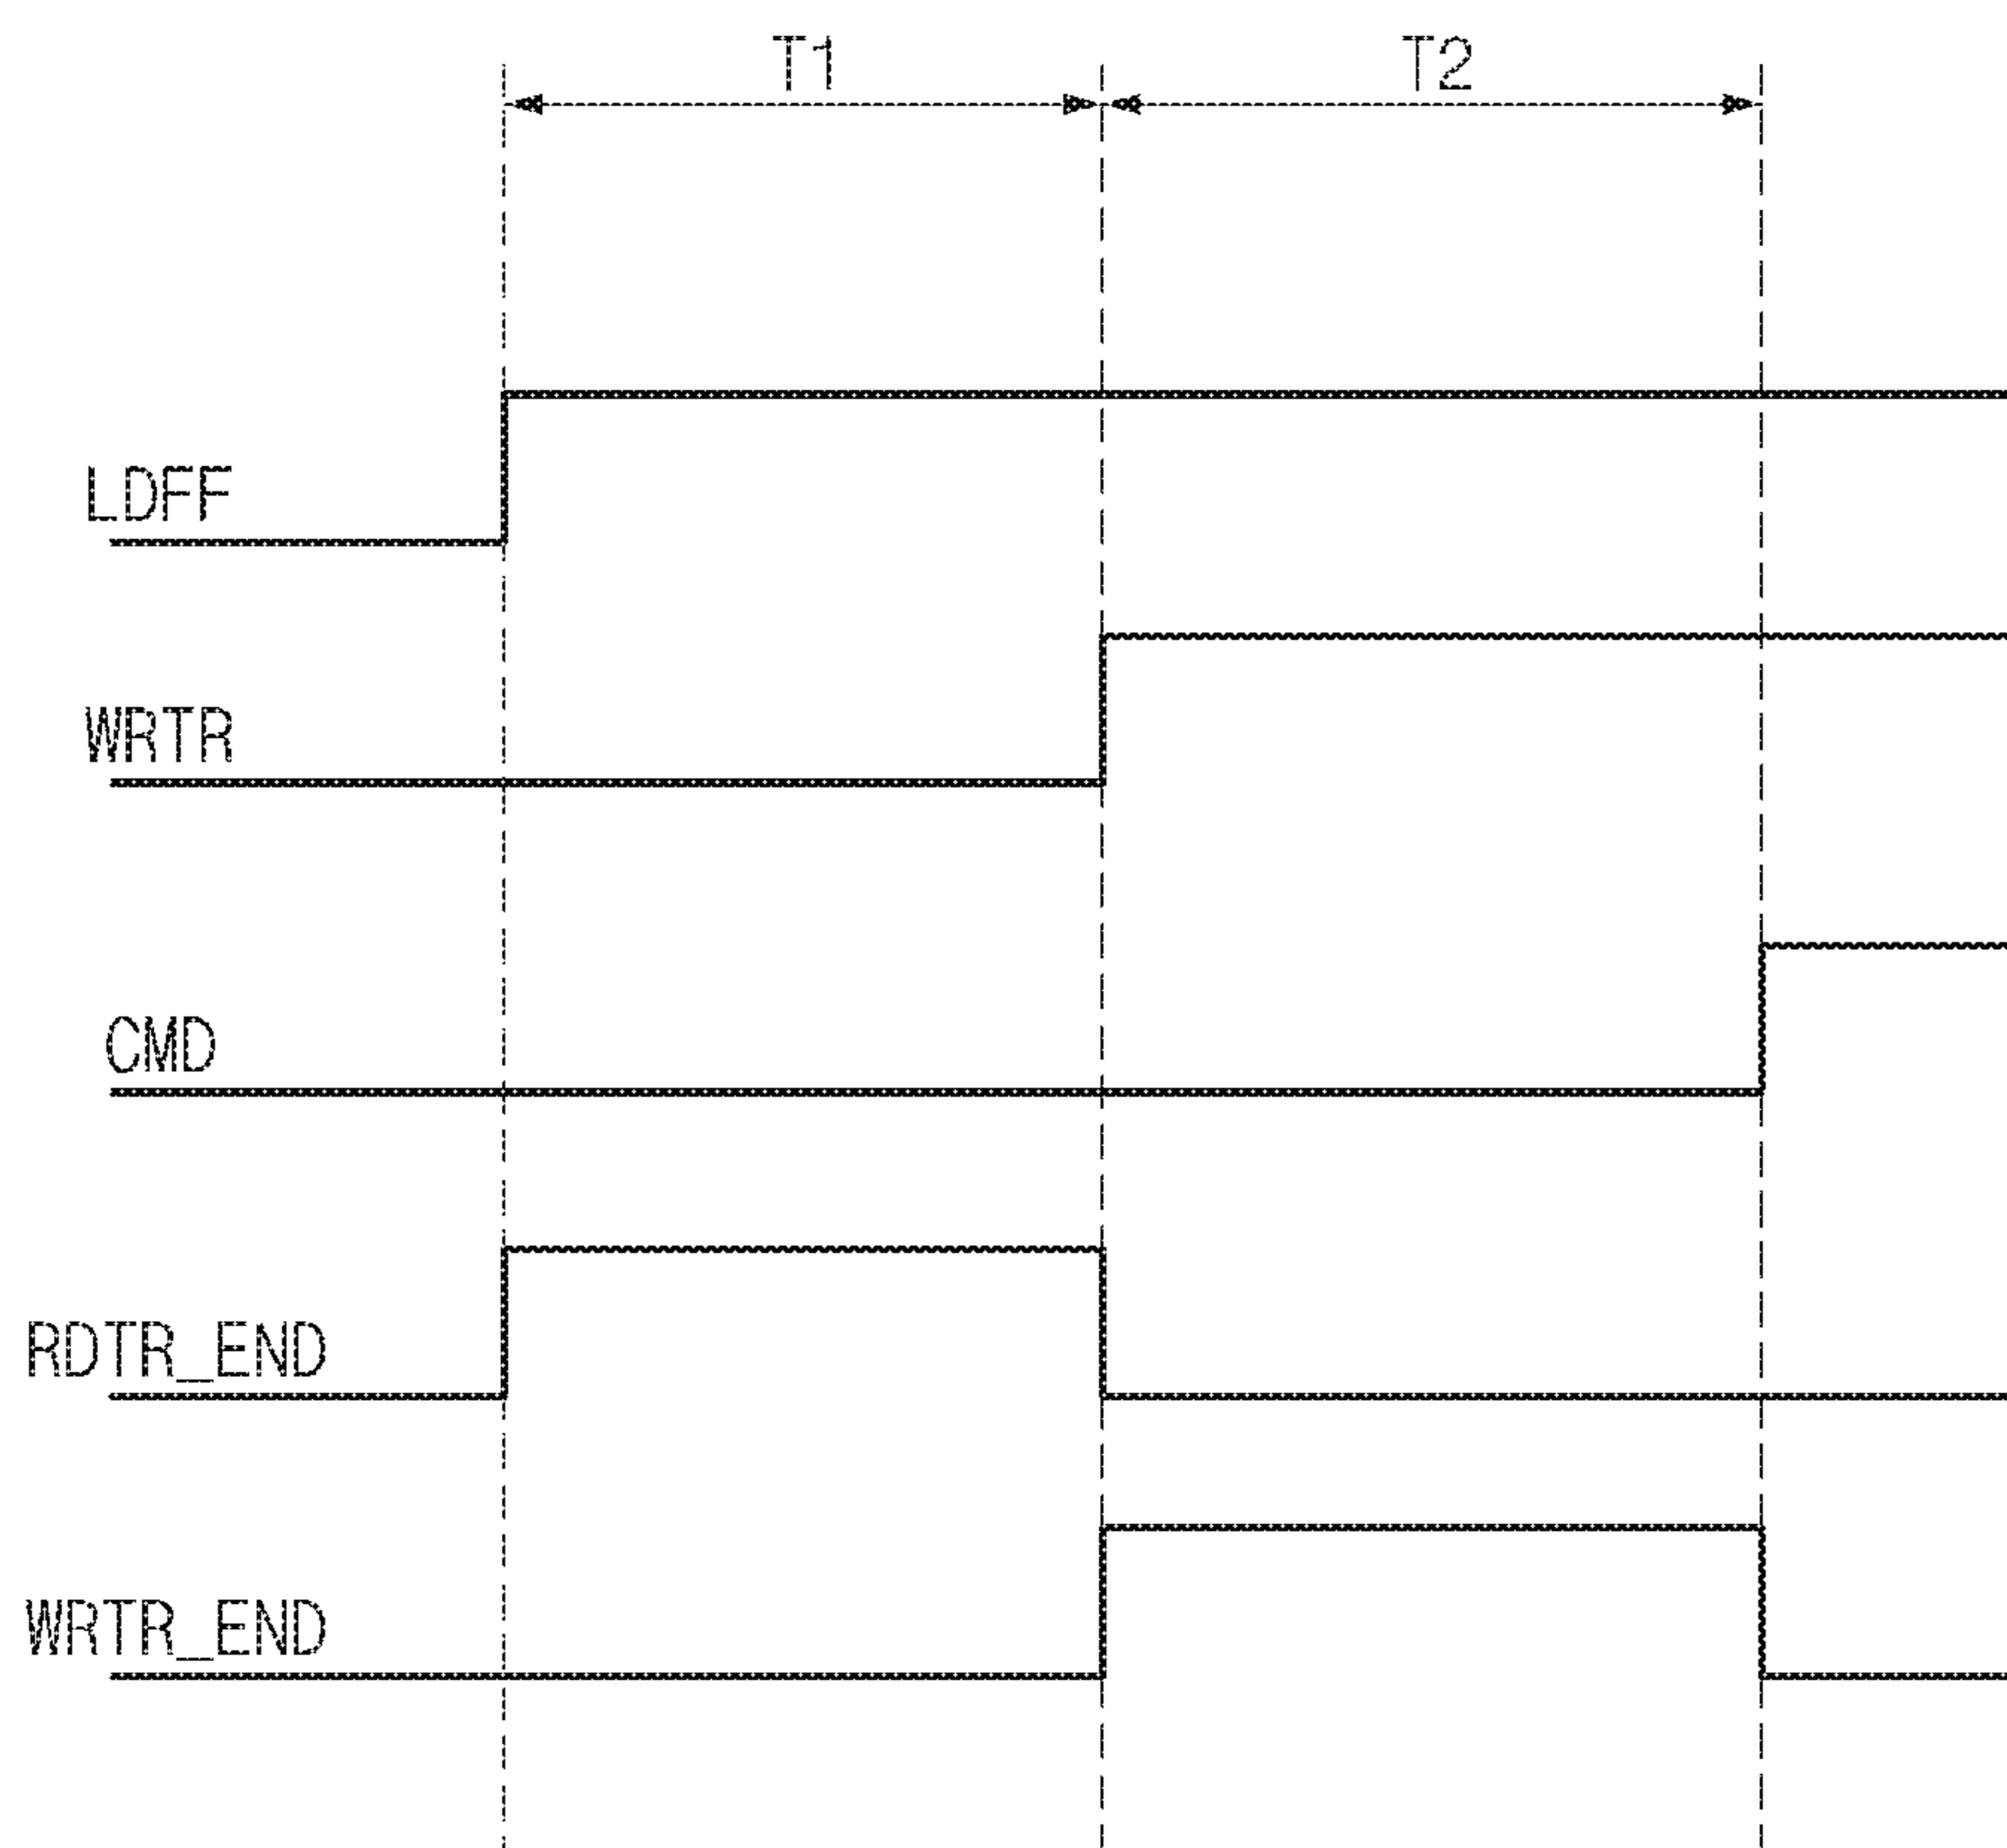 T1 T2
LDFF
WRTR
CMD
RDTR_END
WRTR_END